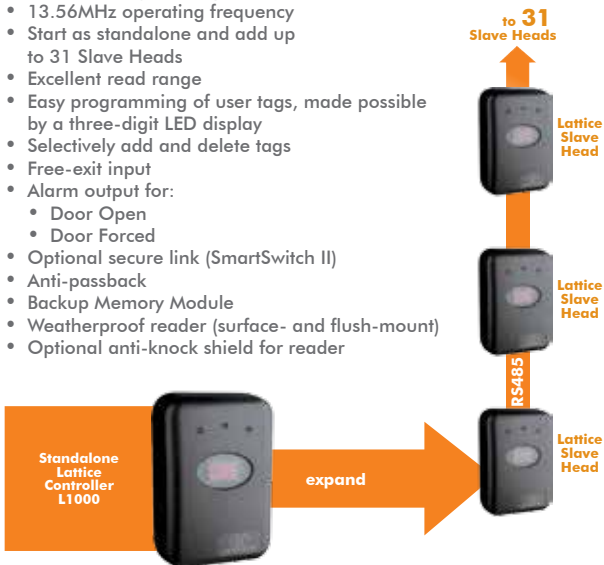 • 13.56MHz operating frequency
• Start as standalone and add up
to 31 Slave Heads
• Excellent read range
• Easy programming of user tags, made possible
by a three-digit LED display
• Selectively add and delete tags
• Free-exit input
• Alarm output for:
• Door Open
• Door Forced
• Optional secure link (SmartSwitch II)
• Anti-passback
• Backup Memory Module
• Weatherproof reader (surface- and flush-mount)
• Optional anti-knock shield for reader
to 31
Slave Heads
Lattice
Slave
Head
Lattice
Slave
Head
RS485
Lattice
Slave
Head
Standalone
Lattice
Controller
L1000
expand